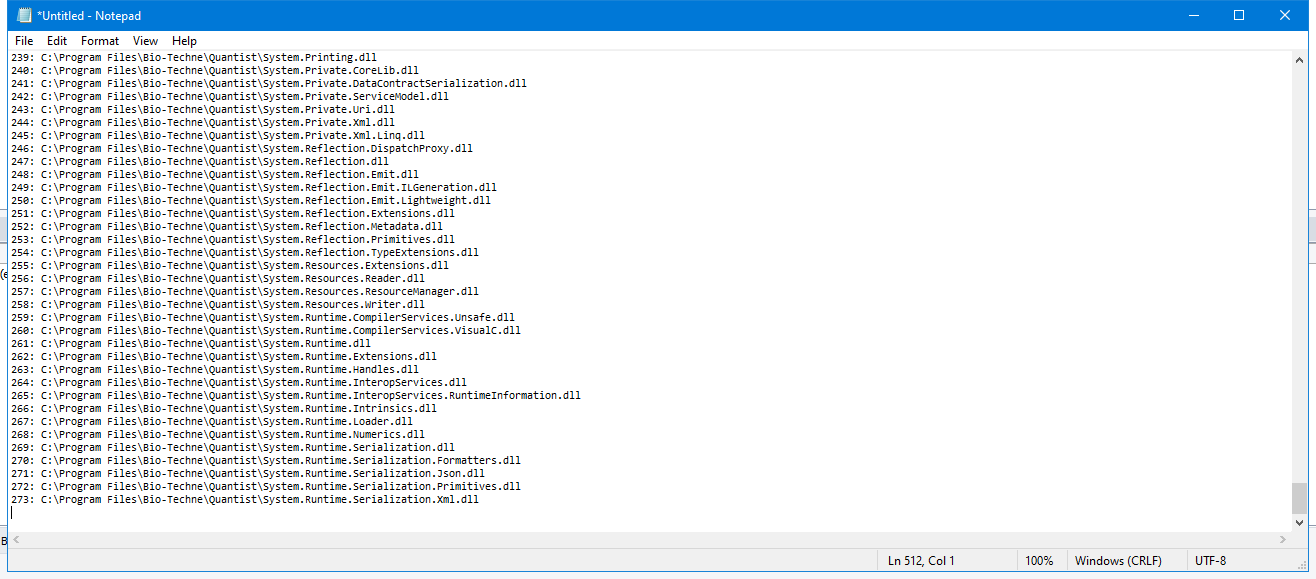 *Untitled - Notepad
File Edit Format View Help
239: C:\Program Files\Bio-Techne\Quantist\System.Printing.dll
240: C:\Program Files\Bio-Techne\Quantist\System.Private.CoreLib.dll
241: C:\Program Files\Bio-Techne\Quantist\System.Private.DataContractSerialization.dll
242: C:\Program Files\Bio-Techne\Quantist\System.Private.ServiceModel.dll
243: C:\Program Files\Bio-Techne\Quantist\System.Private.Uri.dll
244: C:\Program Files\Bio-Techne\Quantist\System.Private.Xml.dll
245: C:\Program Files\Bio-Techne\Quantist\System.Private.Xml.Linq.dll
246: C:\Program Files\Bio-Techne\Quantist\System.Reflection.DispatchProxy.dll
247: C:\Program Files\Bio-Techne\Quantist\System.Reflection.dll
248: C:\Program Files\Bio-Techne\Quantist\System.Reflection.Emit.dll
249: C:\Program Files\Bio-Techne\Quantist\System.Reflection.Emit.ILGeneration.dll
250: C:\Program Files\Bio-Techne\Quantist\System.Reflection.Emit.Lightweight.dll
251: C:\Program Files\Bio-Techne\Quantist\System.Reflection.Extensions.dll
252: C:\Program Files\Bio-Techne\Quantist\System.Reflection.Metadata.dll
253: C:\Program Files\Bio-Techne\Quantist\System.Reflection.Primitives.dll
254: C:\Program Files\Bio-Techne\Quantist\System.Reflection.TypeExtensions.dll
255: C:\Program Files\Bio-Techne\Quantist\System.Resources.Extensions.dll
256: C:\Program Files\Bio-Techne\Quantist\System.Resources.Reader.dll
257: C:\Program Files\Bio-Techne\Quantist\System.Resources.ResourceManager.dll
258: C:\Program Files\Bio-Techne\Quantist\System.Resources.Writer.dll
259: C:\Program Files\Bio-Techne\Quantist\System.Runtime.CompilerServices.Unsafe.dll
260: C:\Program Files\Bio-Techne\Quantist\System.Runtime.CompilerServices.VisualC.dll
261: C:\Program Files\Bio-Techne\Quantist\System.Runtime.dll
262: C:\Program Files\Bio-Techne\Quantist\System.Runtime.Extensions.dll
263: C:\Program Files\Bio-Techne\Quantist\System.Runtime.Handles.dll
264: C:\Program Files\Bio-Techne\Quantist\System.Runtime.InteropServices.dll
265: C:\Program Files\Bio-Techne\Quantist\System.Runtime.InteropServices.RuntimeInformation.dll
266: C:\Program Files\Bio-Techne\Quantist\System.Runtime.Intrinsics.dll
267: C:\Program Files\Bio-Techne\Quantist\System.Runtime.Loader.dll
268: C:\Program Files\Bio-Techne\Quantist\System.Runtime.Numerics.dll
269: C:\Program Files\Bio-Techne\Quantist\System.Runtime.Serialization.dll
270: C:\Program Files\Bio-Techne\Quantist\System.Runtime.Serialization.Formatters.dll
271: C:\Program Files\Bio-Techne\Quantist\System.Runtime.Serialization.Json.dll
272: C:\Program Files\Bio-Techne\Quantist\System.Runtime.Serialization.Primitives.dll
273: C:\Program Files\Bio-Techne\Quantist\System.Runtime.Serialization.Xml.dll
Ln 512, Col 1 100% Windows (CRLF) UTF-8